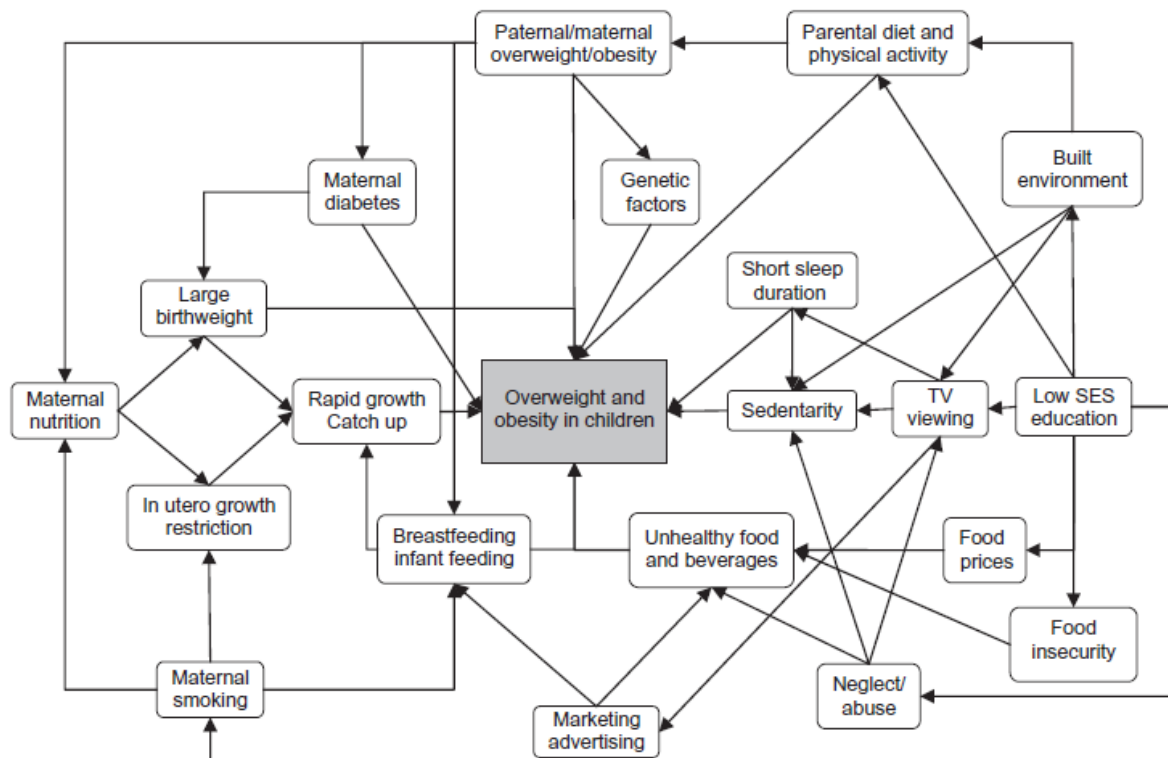 Paternal/maternal
overweight/obesity
Parental diet and
physical activity
Maternal
diabetes
Genetic
factors
Built
environment
Short sleep
duration
Large
birthweight
Maternal
nutrition
Rapid growth
Catch up
Overweight and
obesity in children
Sedentarity
TV
viewing
Low SES
education
In utero growth
restriction
Breastfeeding
infant feeding
Unhealthy food
and beverages
Food
prices
Food
insecurity
Maternal
smoking
Marketing
advertising
Neglect/
abuse